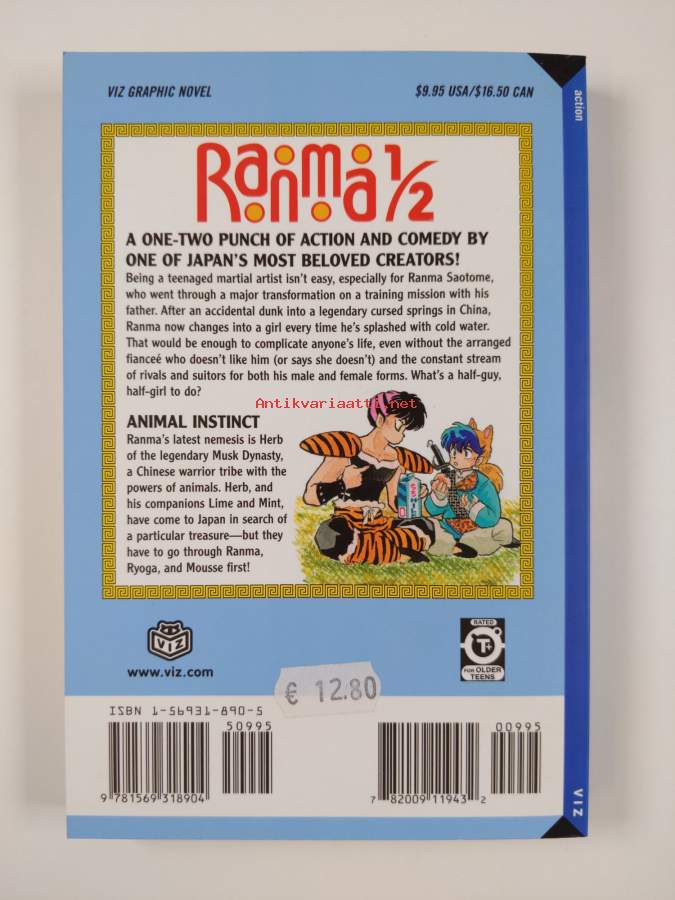 VIZ GRAPHIC NOVEL
$9.95 USA/$16.50 CAN
action
Ranma ½
A ONE-TWO PUNCH OF ACTION AND COMEDY BY
ONE OF JAPAN'S MOST BELOVED CREATORS!
Being a teenaged martial artist isn't easy, especially for Ranma Saotome,
who went through a major transformation on a training mission with his
father. After an accidental dunk into a legendary cursed springs in China,
Ranma now changes into a girl every time he's splashed with cold water.
That would be enough to complicate anyone's life, even without the arranged
fianceé who doesn't like him (or says she doesn't) and the constant stream
of rivals and suitors for both his male and female forms. What's a half-guy,
half-girl to do?
Antikvariaatti.net
ANIMAL INSTINCT
Ranma's latest nemesis is Herb
of the legendary Musk Dynasty,
a Chinese warrior tribe with the
powers of animals. Herb, and
his companions Lime and Mint,
have come to Japan in search of
a particular treasure—but they
have to go through Ranma,
Ryoga, and Mousse first!
VIZ
www.viz.com
RATED
T+
FOR OLDER
TEENS
€ 12.80
ISBN 1-56931-890-5
50995
9 781569 318904
00995
7 82009 11943 2
VIZ